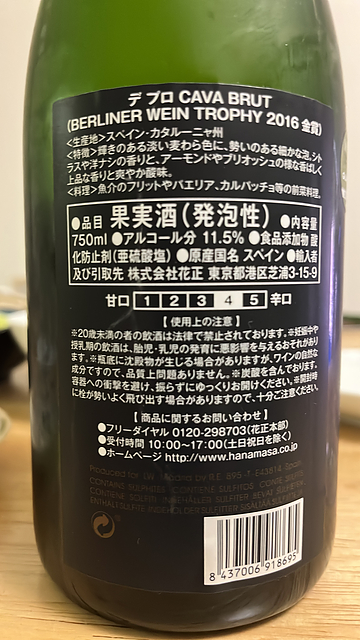 デ プロ CAVA BRUT
(BERLINER WEIN TROPHY 2016 金賞)
<生産地>スペイン・カタルーニャ州
<特徴>輝きのある淡い麦わら色に、勢いのある細かな泡。シト
ラスや洋ナシの香りと、アーモンドやブリオッシュの様な香ばしく
上品な香りと爽やか酸味。
<料理>魚介のフリットやパエリア、カルパッチョ等の前菜料理。
●品目 果実酒(発泡性) ●内容量
750ml ●アルコール分 11.5% ●食品添加物 酸
化防止剤(亜硫酸塩) ●原産国名 スペイン ●輸入者
及び引取先 株式会社花正 東京都港区芝浦3-15-9
甘口 1 2 3 4 5 辛口
【 使用上の注意 】
※20歳未満の者の飲酒は法律で禁止されております。※妊娠中や
授乳期の飲酒は、胎児・乳児の発育に悪影響を与えるおそれがあり
ます。※瓶底に沈殿物が生じる場合がありますが、ワインの自然な
成分ですので、品質上問題ありません。※炭酸を含んでおります。
容器への衝撃を避け、振らずにゆっくりお開けください。※開封時
に栓が勢いよく飛び出す場合がありますので、十分ご注意ください。
【 商品に関するお問い合わせ 】
●フリーダイヤル 0120-298703(花正本部)
●受付時間 10:00~17:00(土日祝日を除く)
●ホームページ http://www.hanamasa.co.jp
Produced for I.W. by R.E. 895-T. E43814. Spain.
CONTAINS SULPHITES
8 437006 918695